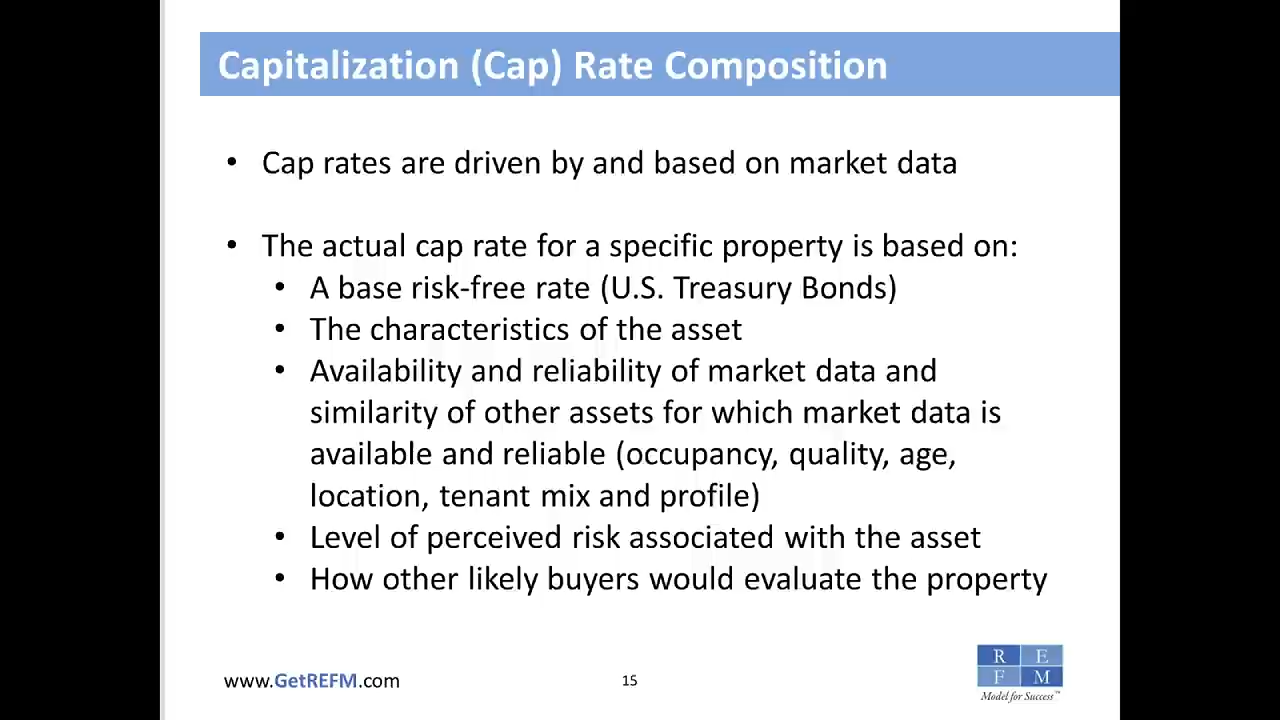 Capitalization (Cap) Rate Composition
• Cap rates are driven by and based on market data
• The actual cap rate for a specific property is based on:
• A base risk-free rate (U.S. Treasury Bonds)
• The characteristics of the asset
• Availability and reliability of market data and
similarity of other assets for which market data is
available and reliable (occupancy, quality, age,
location, tenant mix and profile)
• Level of perceived risk associated with the asset
• How other likely buyers would evaluate the property
www.GetREFM.com
15
R E
F M
Model for Success™